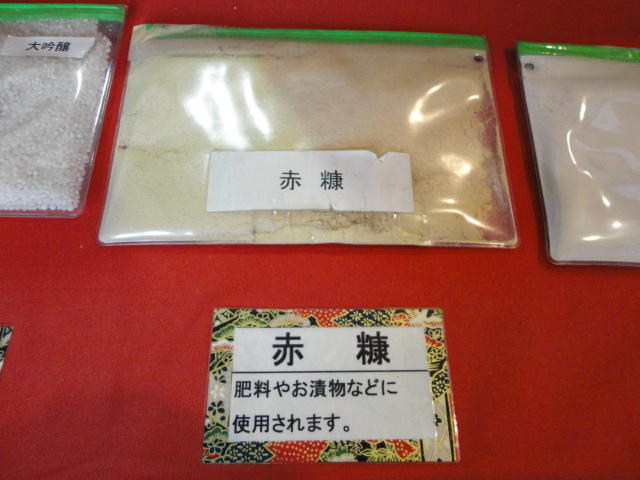 大吟醸
赤 糠
赤 糠
肥料やお漬物などに
使用されます。